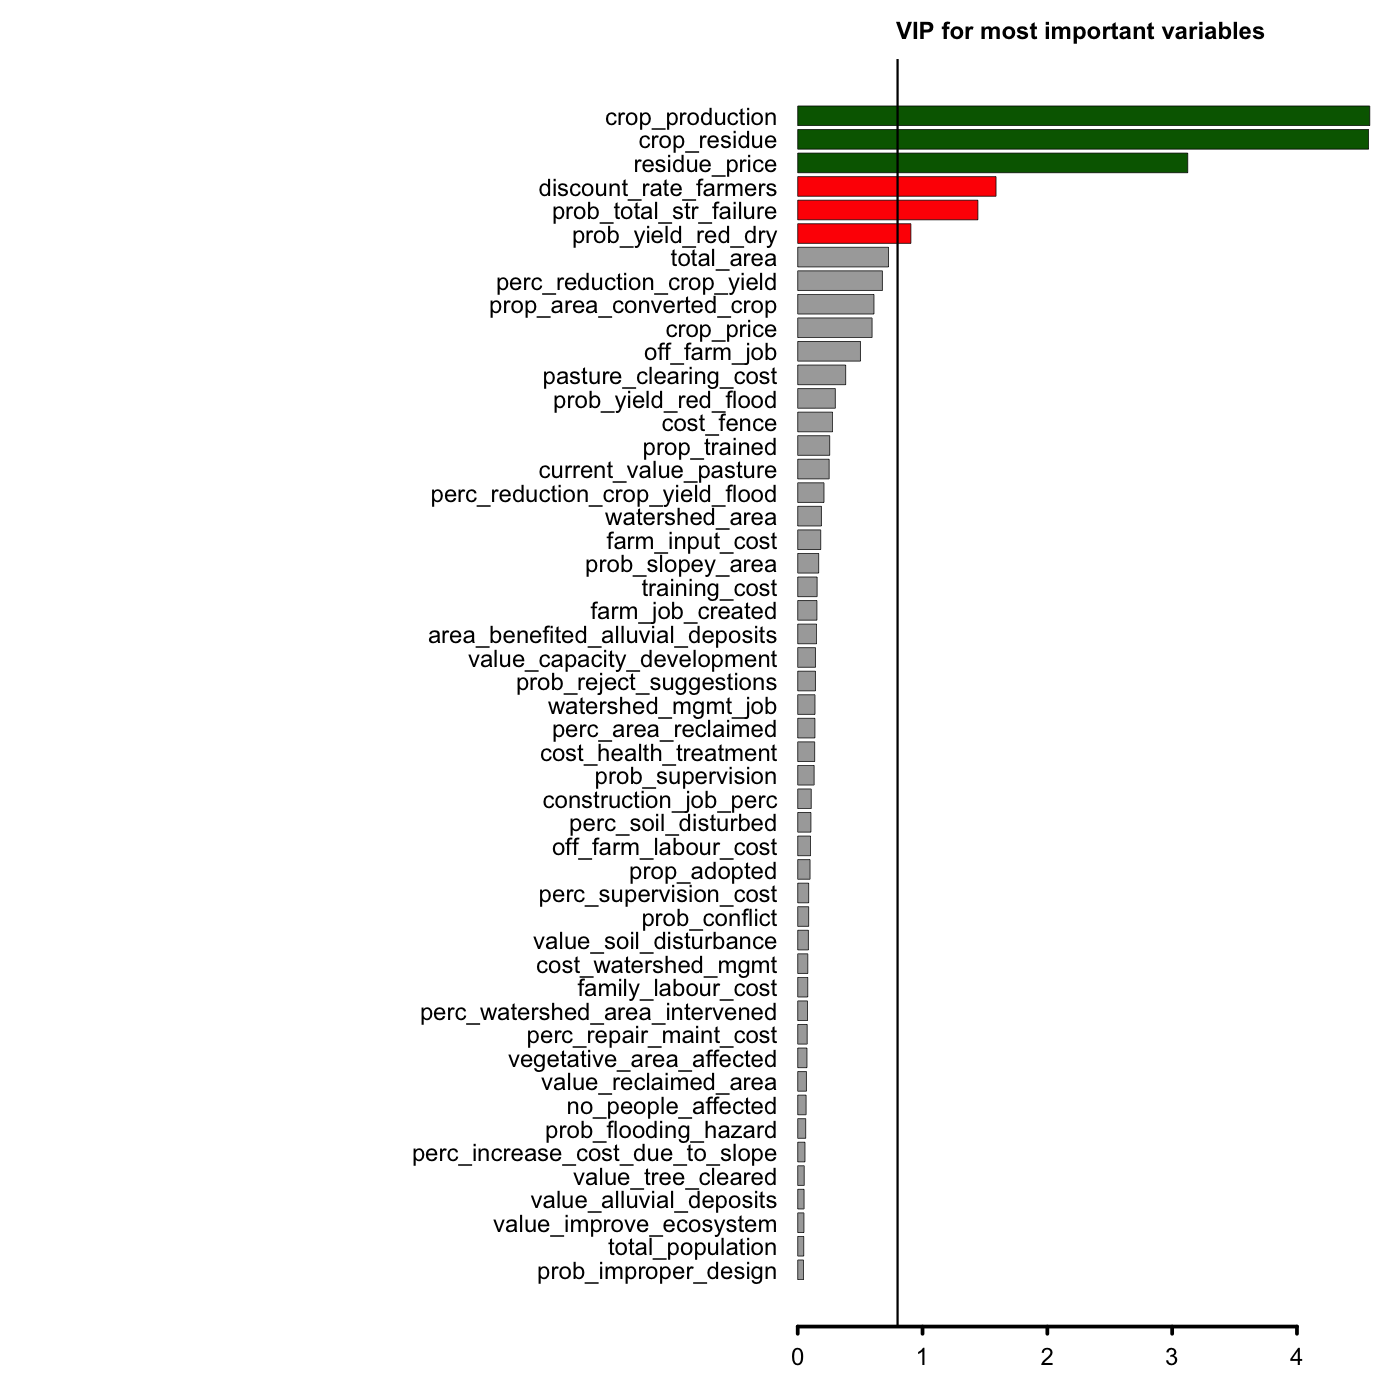 VIP for most important variables
crop_production
crop_residue
residue_price
discount_rate_farmers
prob_total_str_failure
prob_yield_red_dry
total_area
perc_reduction_crop_yield
prop_area_converted_crop
crop_price
off_farm_job
pasture_clearing_cost
prob_yield_red_flood
cost_fence
prop_trained
current_value_pasture
perc_reduction_crop_yield_flood
watershed_area
farm_input_cost
prob_slopey_area
training_cost
farm_job_created
area_benefited_alluvial_deposits
value_capacity_development
prob_reject_suggestions
watershed_mgmt_job
perc_area_reclaimed
cost_health_treatment
prob_supervision
construction_job_perc
perc_soil_disturbed
off_farm_labour_cost
prop_adopted
perc_supervision_cost
prob_conflict
value_soil_disturbance
cost_watershed_mgmt
family_labour_cost
perc_watershed_area_intervened
perc_repair_maint_cost
vegetative_area_affected
value_reclaimed_area
no_people_affected
prob_flooding_hazard
perc_increase_cost_due_to_slope
value_tree_cleared
value_alluvial_deposits
value_improve_ecosystem
total_population
prob_improper_design
0 1 2 3 4